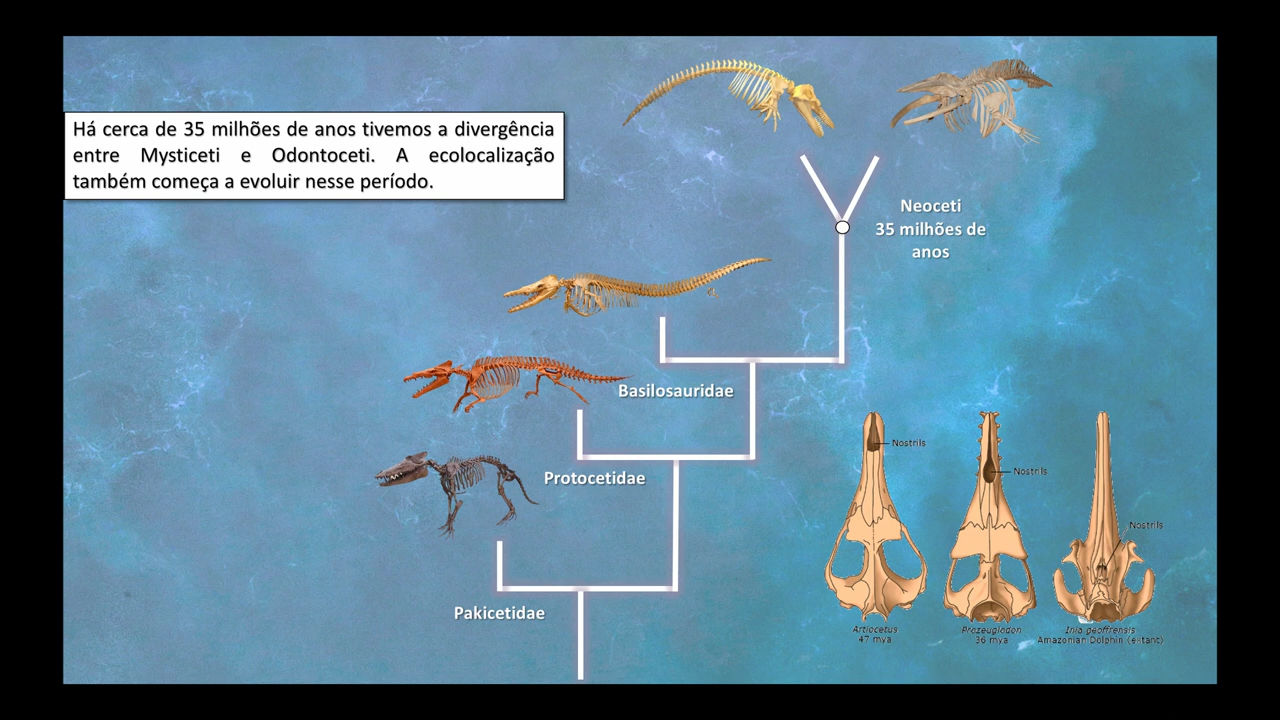 Há cerca de 35 milhões de anos tivemos a divergência
entre Mysticeti e Odontoceti. A ecolocalização
também começa a evoluir nesse período.
Neoceti
35 milhões de
anos
Basilosauridae
Protocetidae
Pakicetidae
Nostrils
Nostrils
Nostrils
Artiocetus
47 mya
Prozeuglodon
36 mya
Inia geoffrensis
Amazonian Dolphin (extant)